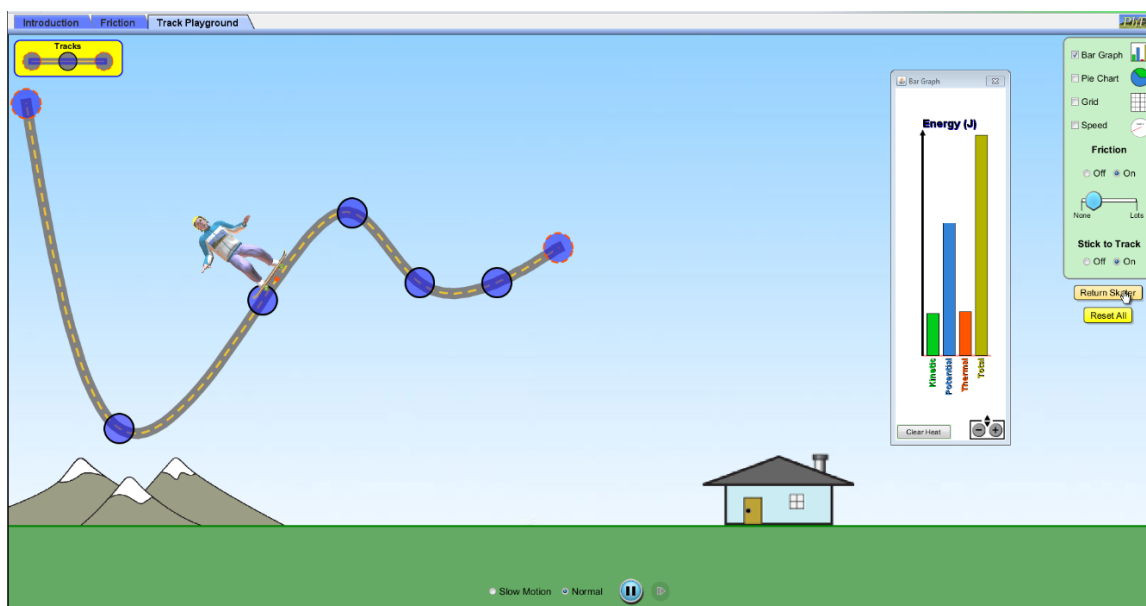 Introduction
Friction
Track Playground
PhET
Tracks
Bar Graph
Energy (J)
Kinetic
Potential
Thermal
Total
Clear Heat
Bar Graph
Pie Chart
Grid
Speed
Friction
Off On
None Lots
Stick to Track
Off On
Return Skater
Reset All
Slow Motion Normal